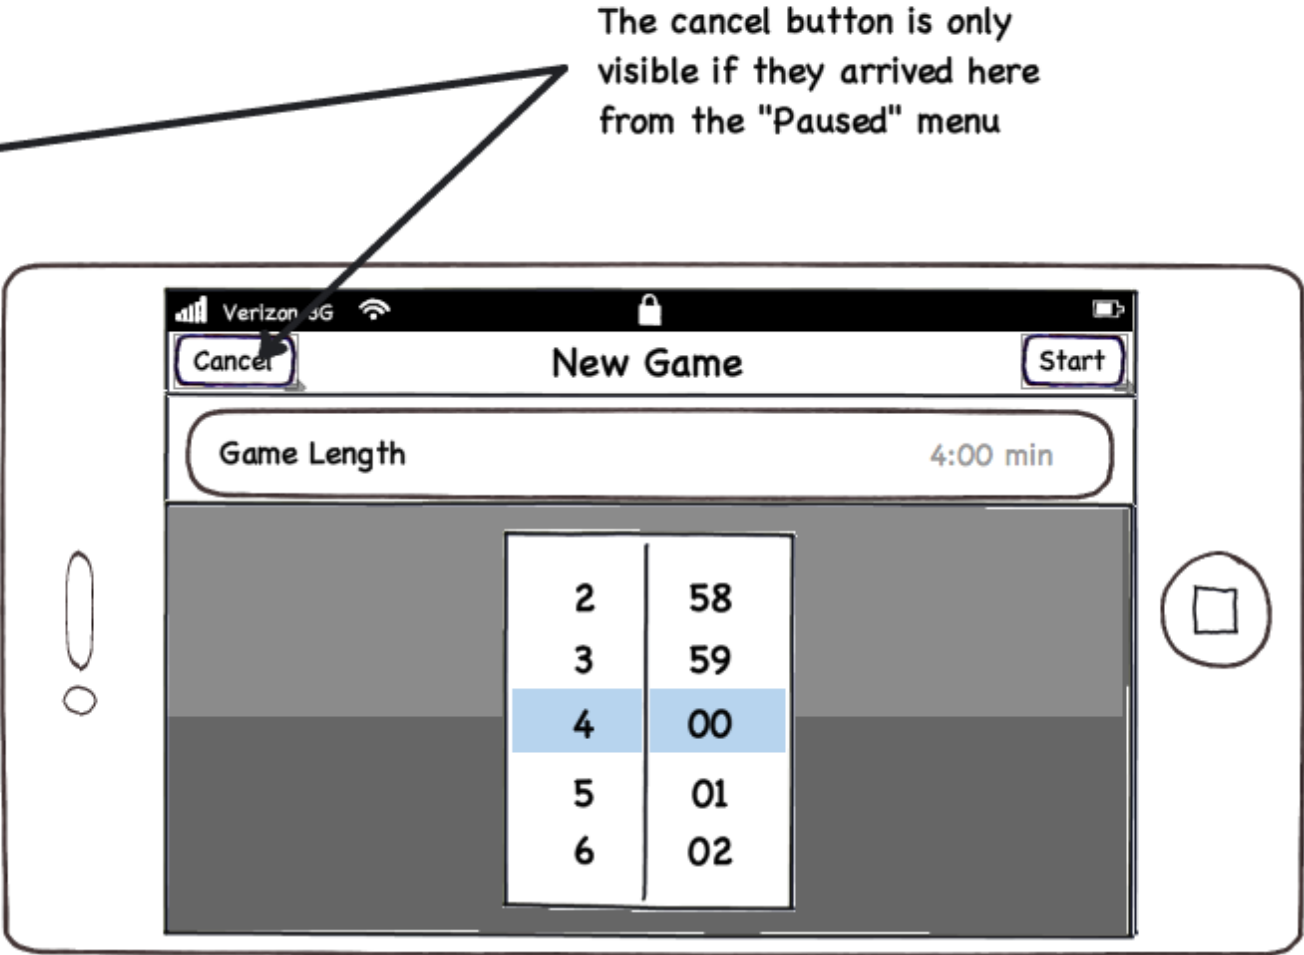 The cancel button is only
visible if they arrived here
from the "Paused" menu
Verizon 3G
Cancel
New Game
Start
Game Length
4:00 min
2 58
3 59
4 00
5 01
6 02